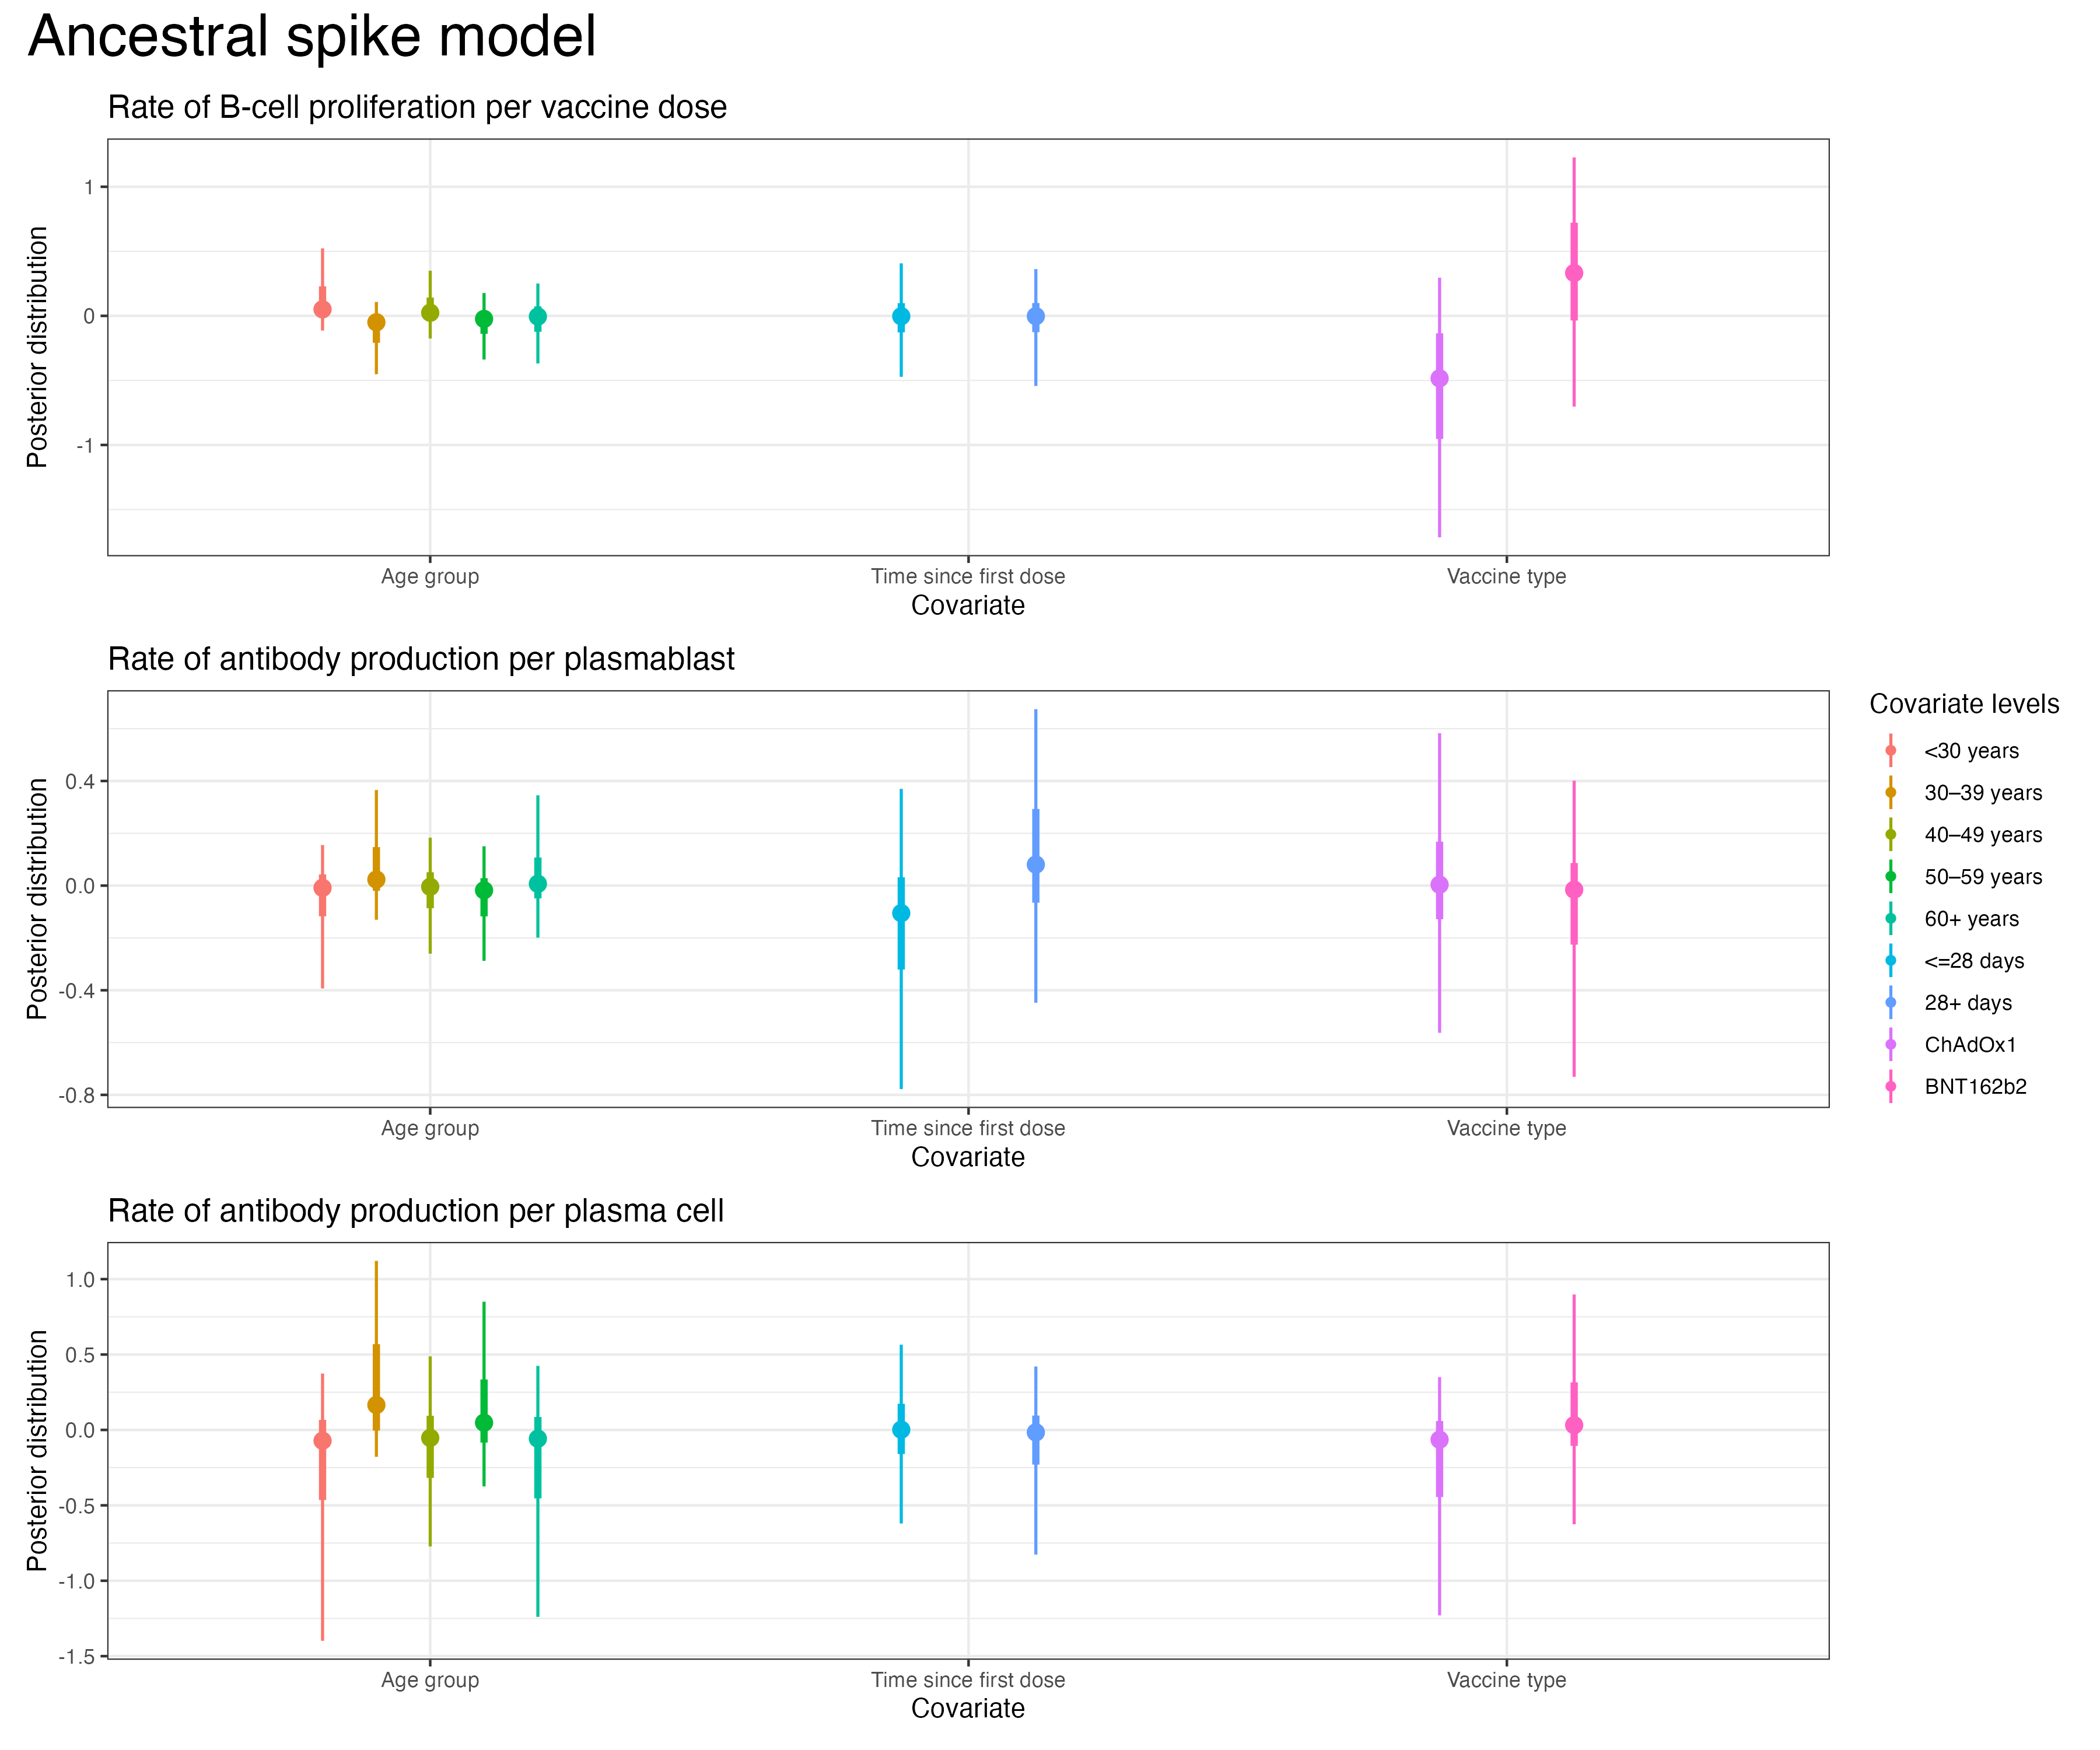 Ancestral spike model
Rate of B-cell proliferation per vaccine dose
Posterior distribution
1
0
-1
Age group
Time since first dose
Vaccine type
Covariate
Rate of antibody production per plasmablast
Posterior distribution
0.4
0.0
-0.4
-0.8
Age group
Time since first dose
Vaccine type
Covariate
Covariate levels
<30 years
30–39 years
40–49 years
50–59 years
60+ years
<=28 days
28+ days
ChAdOx1
BNT162b2
Rate of antibody production per plasma cell
Posterior distribution
1.0
0.5
0.0
-0.5
-1.0
-1.5
Age group
Time since first dose
Vaccine type
Covariate